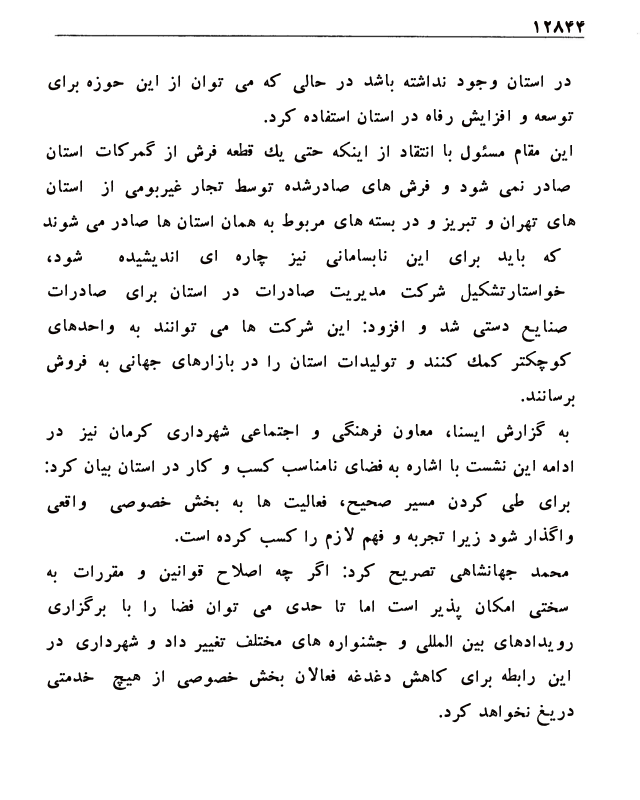 ۱۲۸۴۴
در استان وجود نداشته باشد در حالی که می توان از این حوزه برای
توسعه و افزایش رفاه در استان استفاده کرد.
این مقام مسئول با انتقاد از اینکه حتی یك قطعه فرش از گمرکات استان
صادر نمی شود و فرش های صادرشده توسط تجار غیربومی از استان
های تهران و تبریز و در بسته های مربوط به همان استان ها صادر می شوند
که باید برای این نابسامانی نیز چاره ای اندیشیده شود،
خواستارتشکیل شرکت مدیریت صادرات در استان برای صادرات
صنایع دستی شد و افزود: این شرکت ها می توانند به واحدهای
کوچکتر کمك کنند و تولیدات استان را در بازارهای جهانی به فروش
برسانند.
به گزارش ایسنا، معاون فرهنگی و اجتماعی شهرداری کرمان نیز در
ادامه این نشست با اشاره به فضای نامناسب کسب و کار در استان بیان کرد:
برای طی کردن مسیر صحیح، فعالیت ها به بخش خصوصی واقعی
واگذار شود زیرا تجربه و فهم لازم را کسب کرده است.
محمد جهانشاهی تصریح کرد: اگر چه اصلاح قوانین و مقررات به
سختی امکان پذیر است اما تا حدی می توان فضا را با برگزاری
رویدادهای بین المللی و جشنواره های مختلف تغییر داد و شهرداری در
این رابطه برای کاهش دغدغه فعالان بخش خصوصی از هیچ خدمتی
دریغ نخواهد کرد.